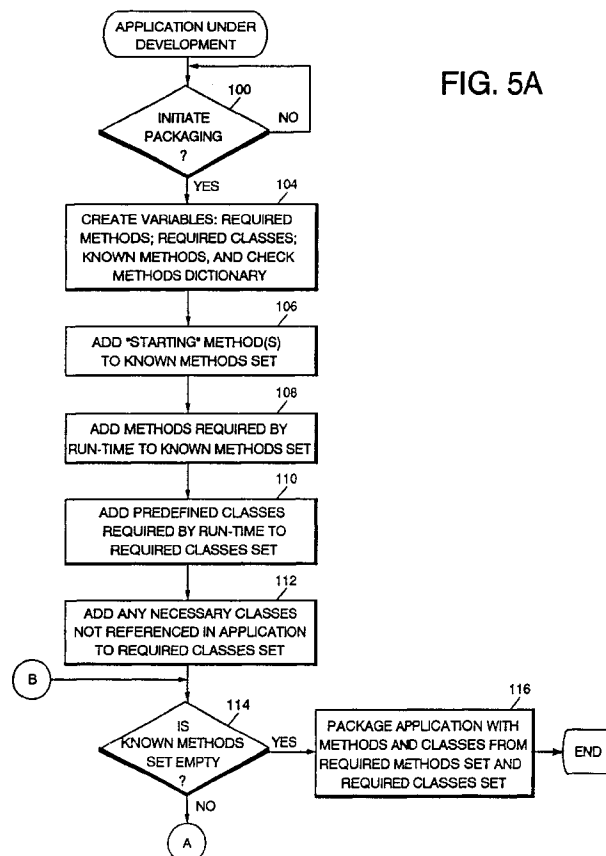 APPLICATION UNDER
DEVELOPMENT
FIG. 5A
100
INITIATE
PACKAGING
?
NO
YES
104
CREATE VARIABLES: REQUIRED
METHODS; REQUIRED CLASSES;
KNOWN METHODS, AND CHECK
METHODS DICTIONARY
106
ADD "STARTING" METHOD(S)
TO KNOWN METHODS SET
108
ADD METHODS REQUIRED BY
RUN-TIME TO KNOWN METHODS SET
110
ADD PREDEFINED CLASSES
REQUIRED BY RUN-TIME TO
REQUIRED CLASSES SET
112
ADD ANY NECESSARY CLASSES
NOT REFERENCED IN APPLICATION
TO REQUIRED CLASSES SET
B
114
IS
KNOWN METHODS
SET EMPTY
?
YES
NO
116
PACKAGE APPLICATION WITH
METHODS AND CLASSES FROM
REQUIRED METHODS SET AND
REQUIRED CLASSES SET
END
A